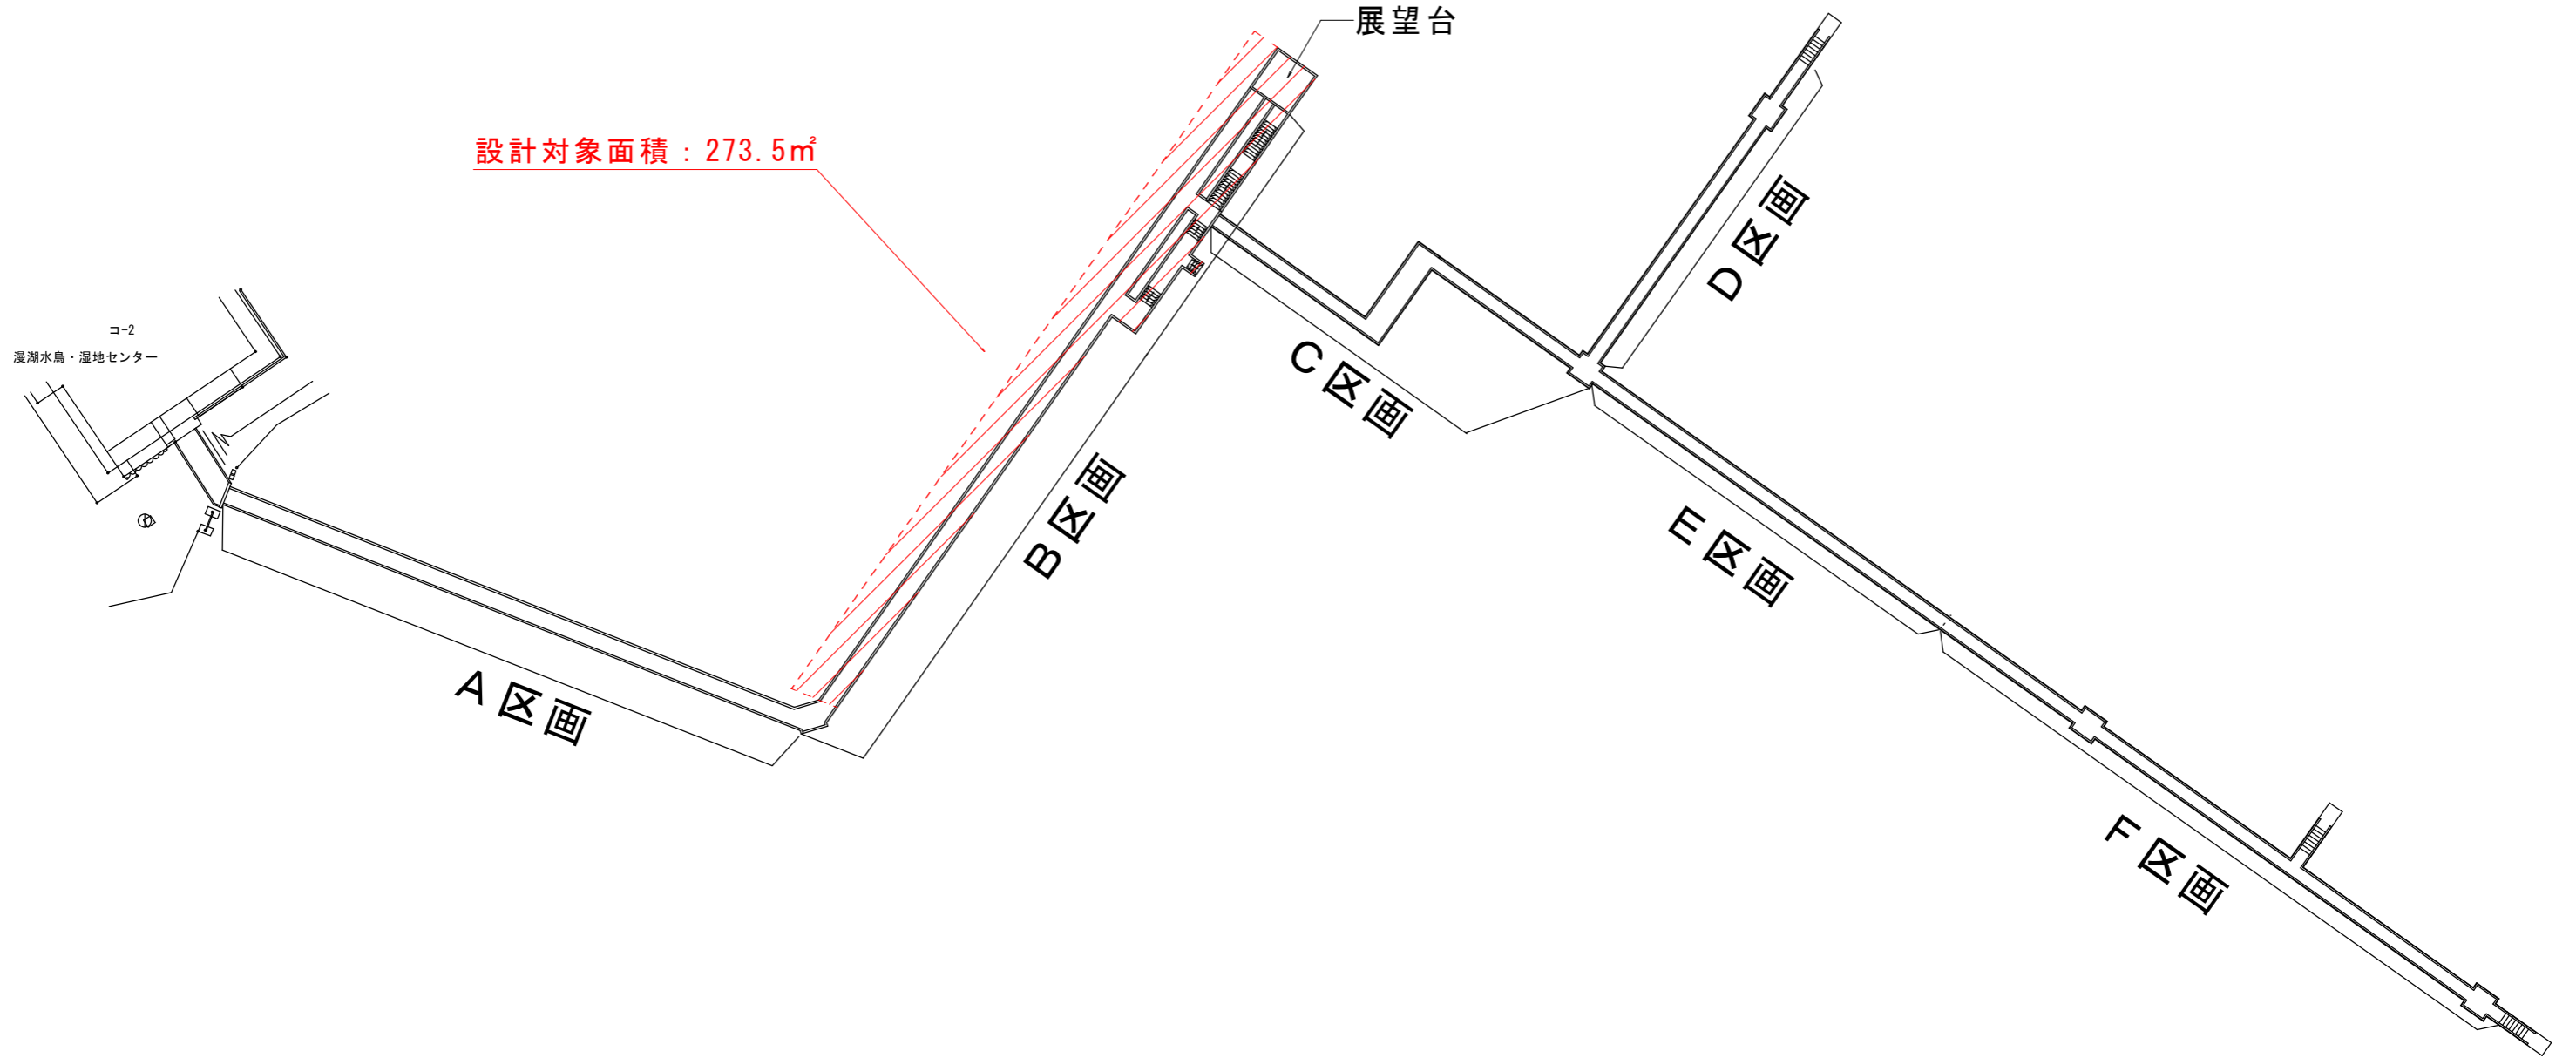 展望台
設計対象面積：273.5㎡
D区画
コ-2
漫湖水鳥・湿地センター
C区画
B区画
E区画
A区画
F区画